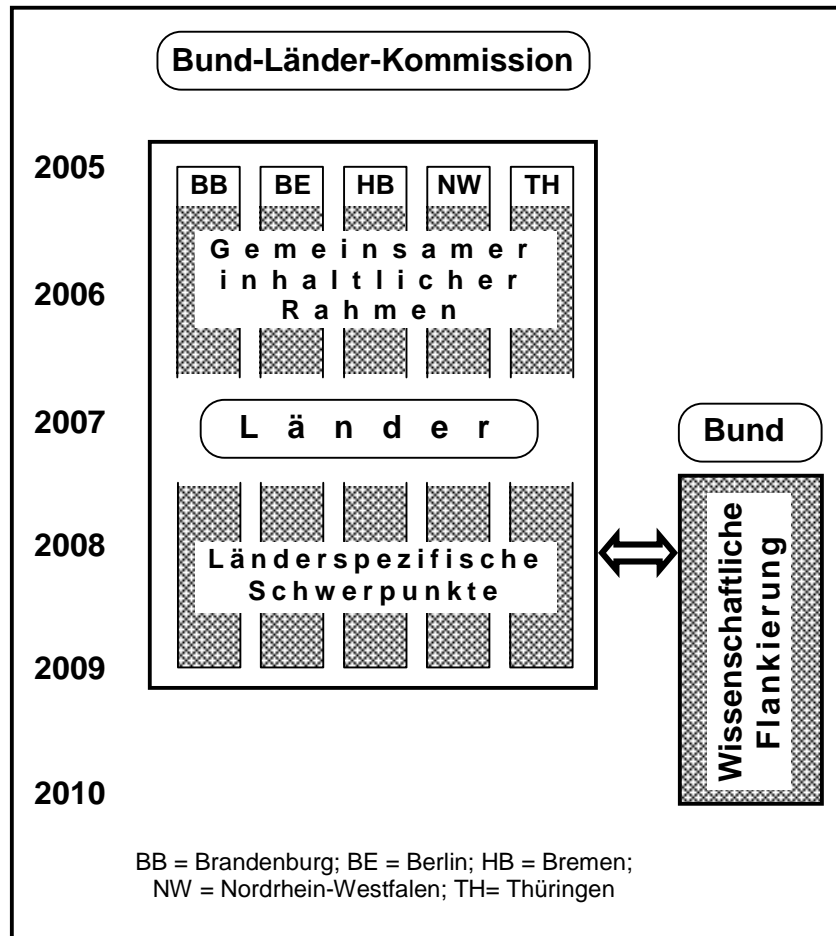 Bund-Länder-Kommission
2005
BB BE HB NW TH
Gemeinsamer
inhaltlicher
2006
Rahmen
2007
Länder
Bund
2008
Länderspezifische
Schwerpunkte
Wissenschaftliche
Flankierung
2009
2010
BB = Brandenburg; BE = Berlin; HB = Bremen;
NW = Nordrhein-Westfalen; TH= Thüringen